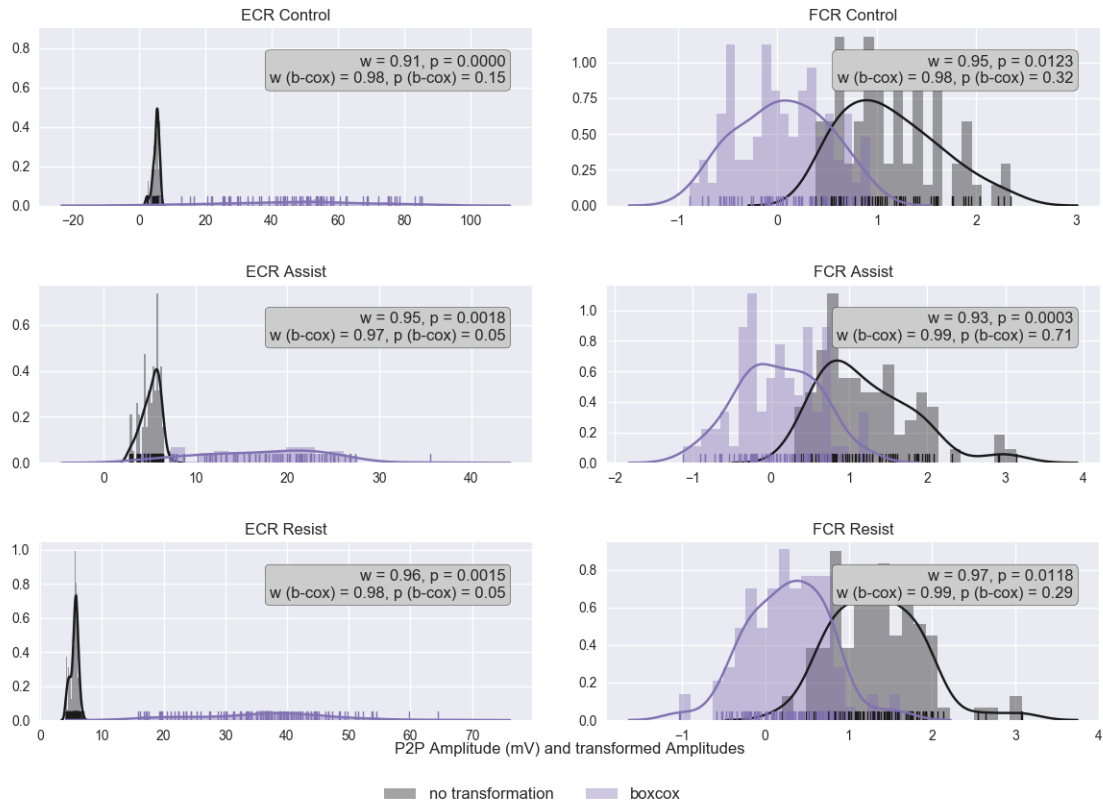 ECR Control
FCR Control
0.8
0.6
0.4
0.2
0.0
w = 0.91, p = 0.0000
w (b-cox) = 0.98, p (b-cox) = 0.15
−20 0 20 40 60 80 100
1.00
0.75
0.50
0.25
0.00
w = 0.95, p = 0.0123
w (b-cox) = 0.98, p (b-cox) = 0.32
−1 0 1 2 3
ECR Assist
FCR Assist
0.6
0.4
0.2
0.0
w = 0.95, p = 0.0018
w (b-cox) = 0.97, p (b-cox) = 0.05
0 10 20 30 40
1.0
0.8
0.6
0.4
0.2
0.0
w = 0.93, p = 0.0003
w (b-cox) = 0.99, p (b-cox) = 0.71
−2 −1 0 1 2 3 4
ECR Resist
FCR Resist
1.0
0.8
0.6
0.4
0.2
0.0
w = 0.96, p = 0.0015
w (b-cox) = 0.98, p (b-cox) = 0.05
0 10 20 30 40 50 60 70
0.8
0.6
0.4
0.2
0.0
w = 0.97, p = 0.0118
w (b-cox) = 0.99, p (b-cox) = 0.29
−1 0 1 2 3 4
P2P Amplitude (mV) and transformed Amplitudes
no transformation boxcox